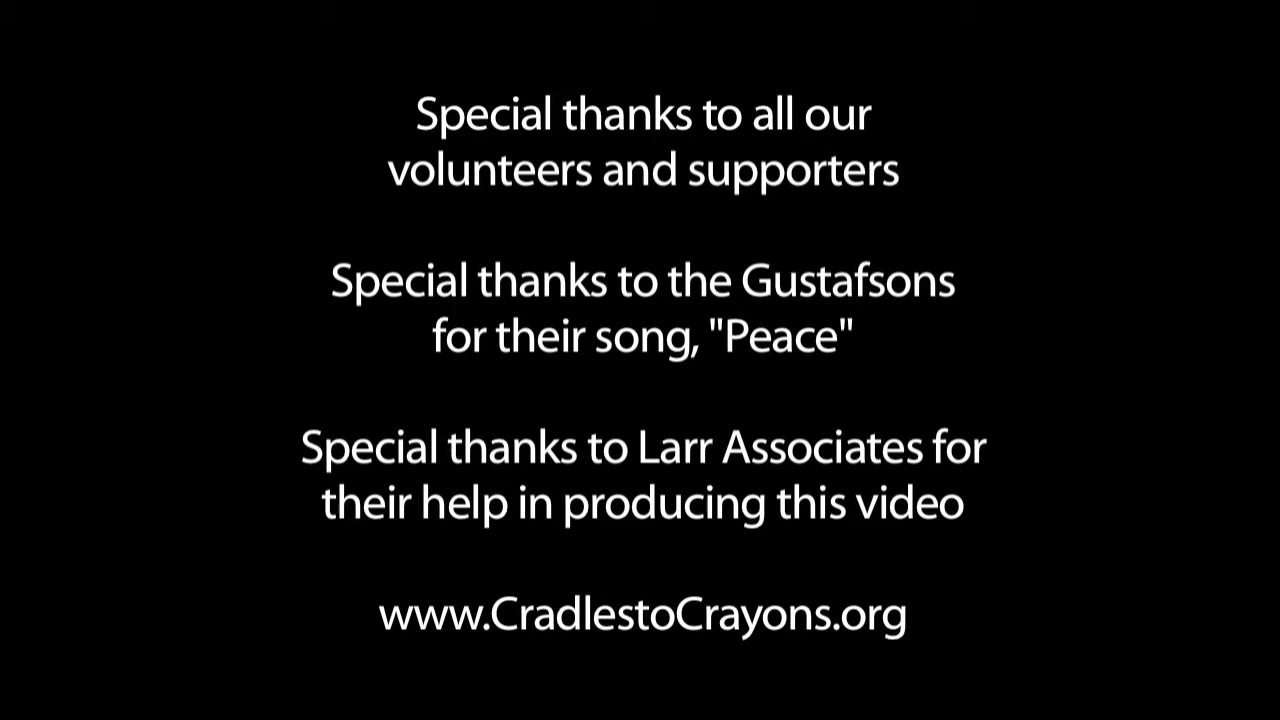 Special thanks to all our
volunteers and supporters
Special thanks to the Gustafsons
for their song, "Peace"
Special thanks to Larr Associates for
their help in producing this video
www.CradlestoCrayons.org